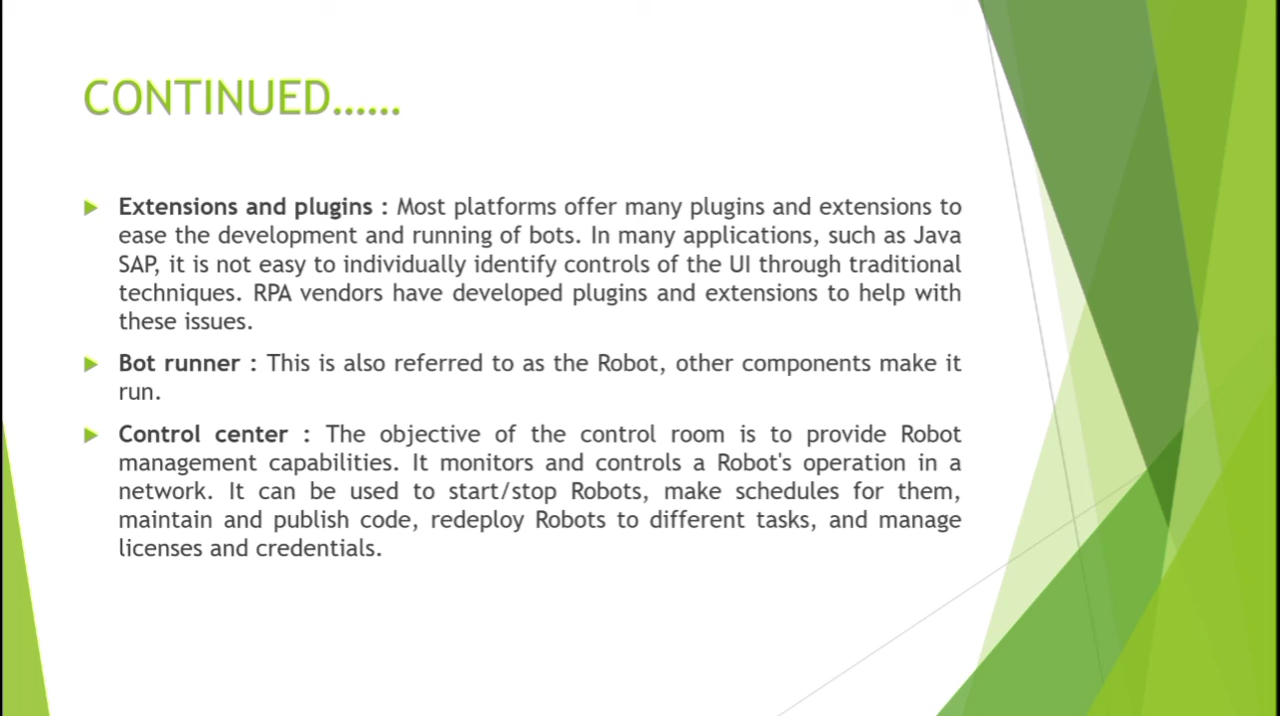 CONTINUED......
Extensions and plugins : Most platforms offer many plugins and extensions to
ease the development and running of bots. In many applications, such as Java
SAP, it is not easy to individually identify controls of the UI through traditional
techniques. RPA vendors have developed plugins and extensions to help with
these issues.
Bot runner : This is also referred to as the Robot, other components make it
run.
Control center : The objective of the control room is to provide Robot
management capabilities. It monitors and controls a Robot's operation in a
network. It can be used to start/stop Robots, make schedules for them,
maintain and publish code, redeploy Robots to different tasks, and manage
licenses and credentials.